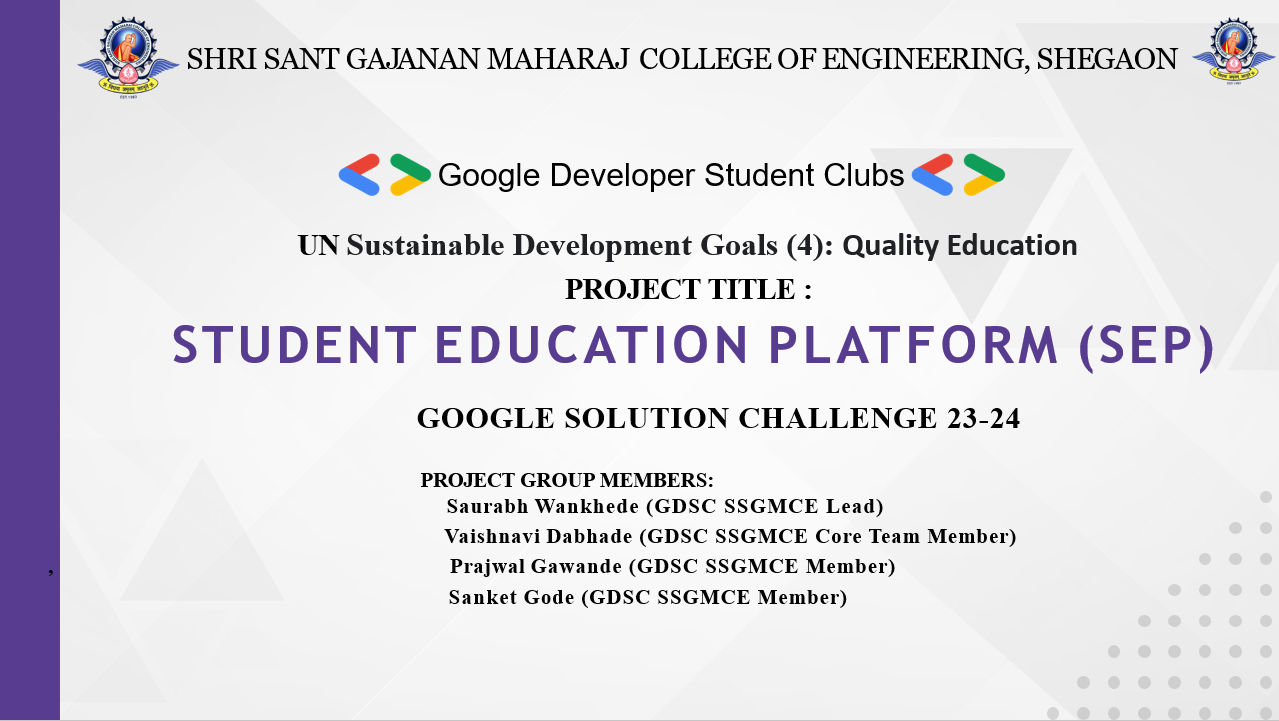 SHRI SANT GAJANAN MAHARAJ COLLEGE OF ENGINEERING, SHEGAON
Google Developer Student Clubs
UN Sustainable Development Goals (4): Quality Education
PROJECT TITLE :
STUDENT EDUCATION PLATFORM (SEP)
GOOGLE SOLUTION CHALLENGE 23-24
PROJECT GROUP MEMBERS:
Saurabh Wankhede (GDSC SSGMCE Lead)
Vaishnavi Dabhade (GDSC SSGMCE Core Team Member)
,
Prajwal Gawande (GDSC SSGMCE Member)
Sanket Gode (GDSC SSGMCE Member)